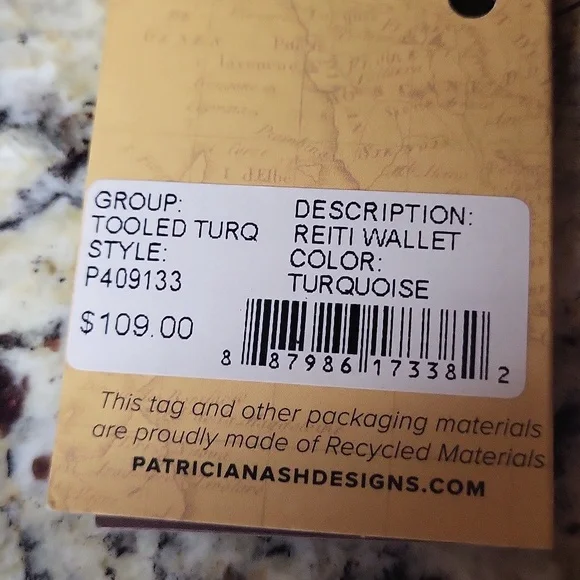 GROUP:
TOOLED TURQ
STYLE:
P409133
$109.00
DESCRIPTION:
REITI WALLET
COLOR:
TURQUOISE
8 87986 17338 2
This tag and other packaging materials
are proudly made of Recycled Materials
PATRICIANASHDESIGNS.COM